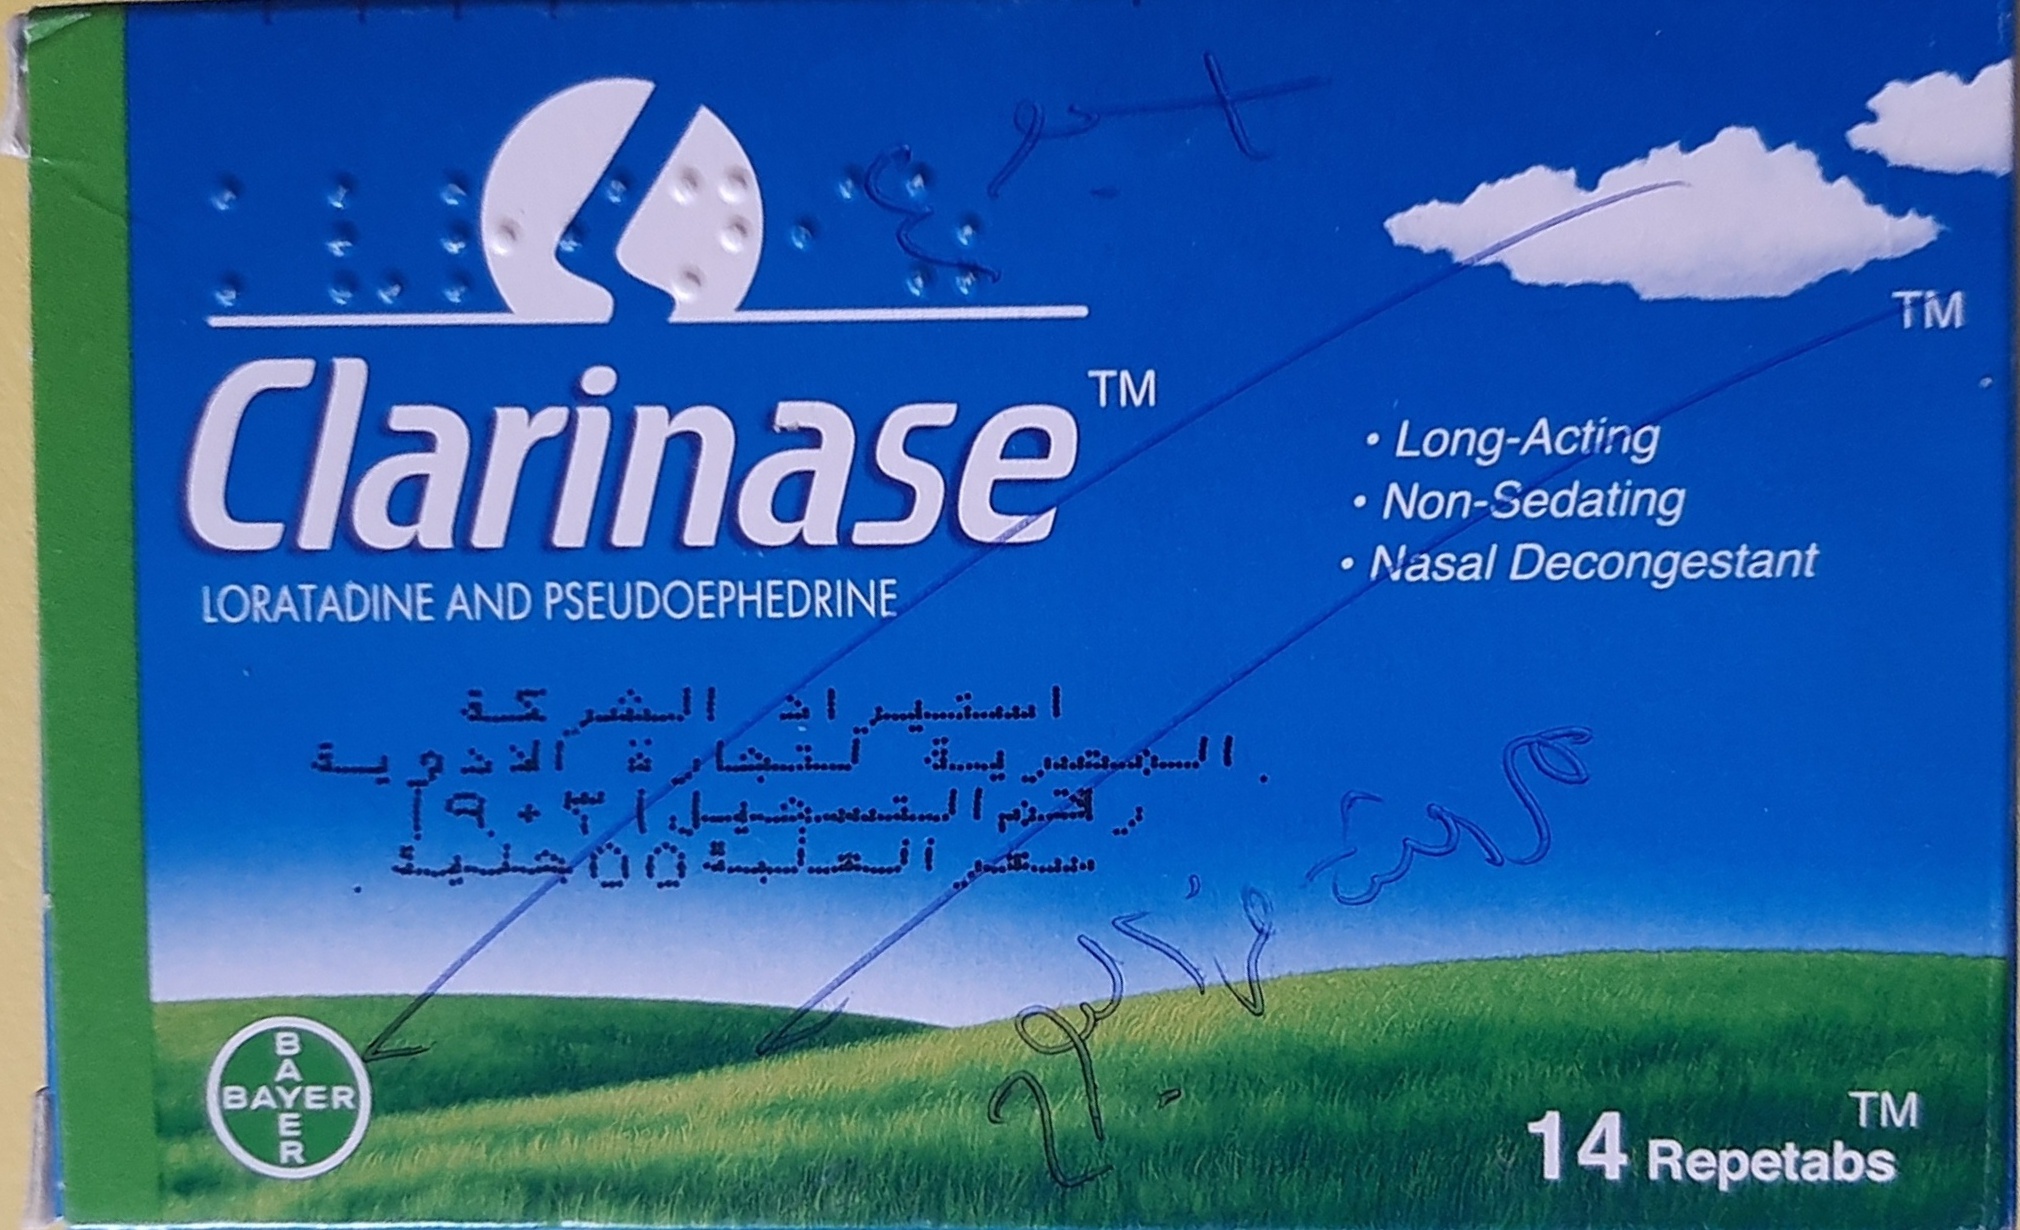 Clarinase™
LORATADINE AND PSEUDOEPHEDRINE
TM
• Long-Acting
• Non-Sedating
• Nasal Decongestant
استيراد الشركة
المصرية لتجارة الادوية
رقم التسجيل
سعر العلبة ٥٥ جنيه
BAYER
BAYER
14 Repetabs™